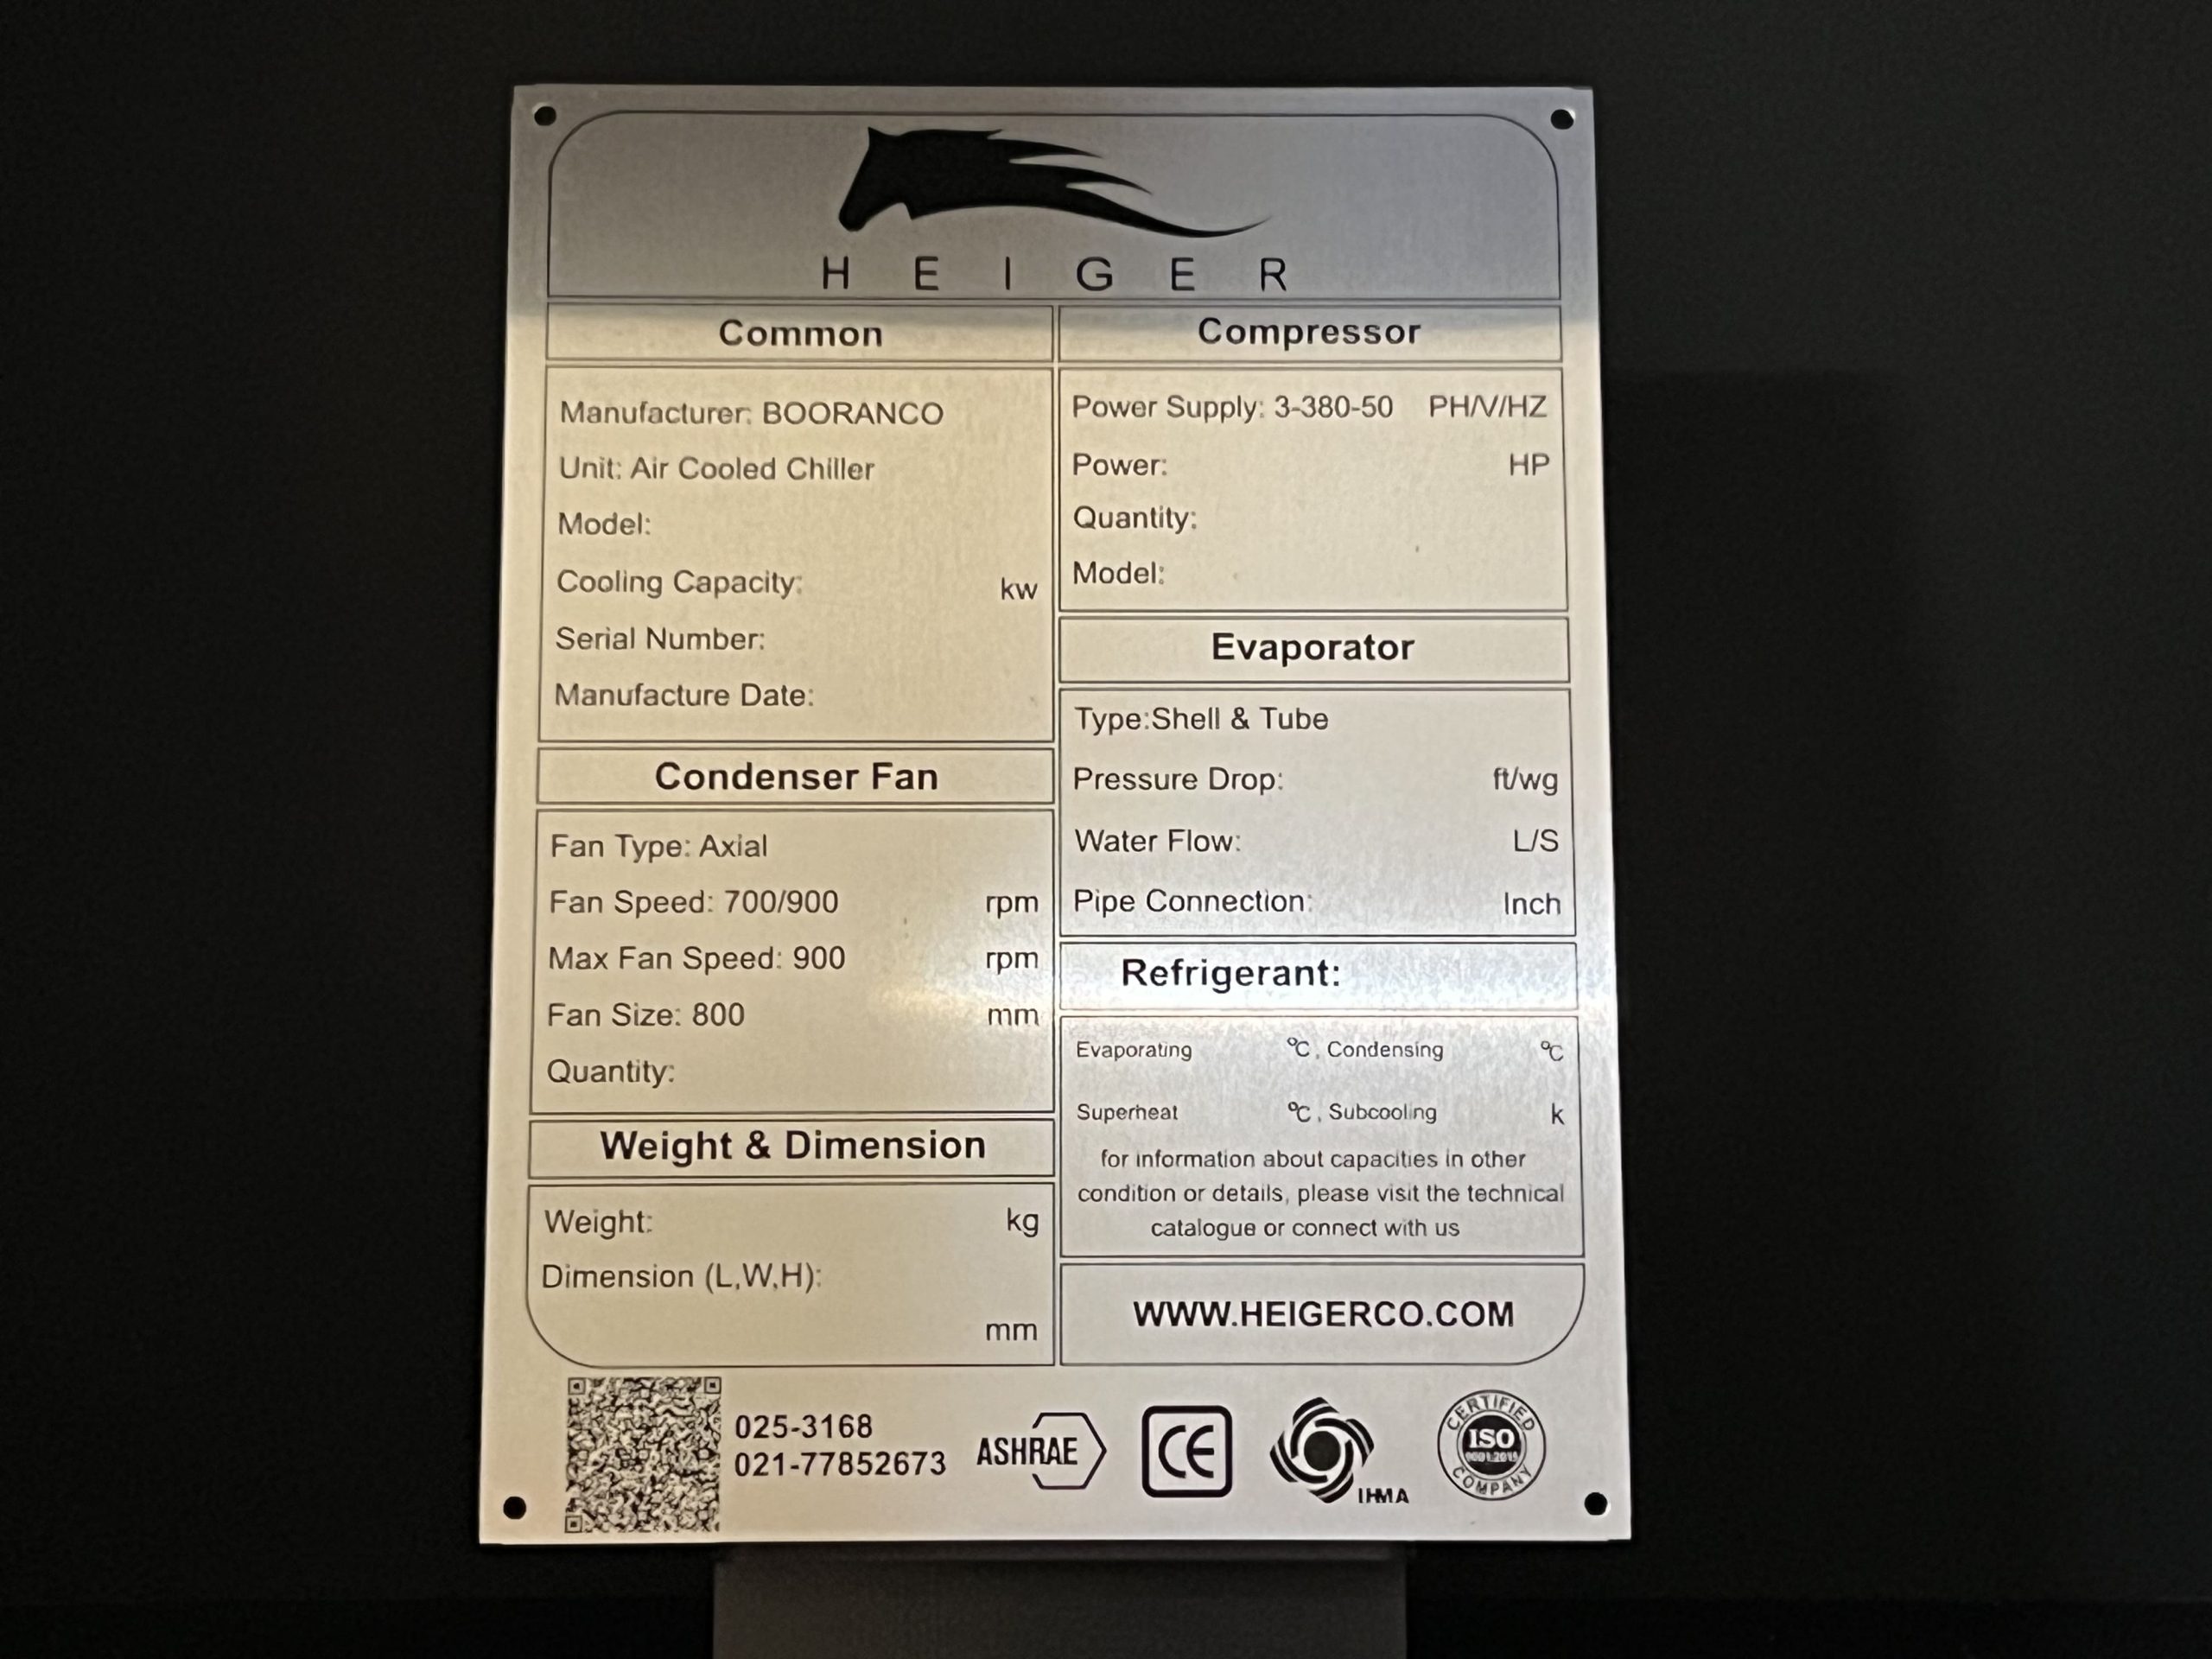 HEIGER
Common
Manufacturer: BOORANCO
Unit: Air Cooled Chiller
Model:
Cooling Capacity: kw
Serial Number:
Manufacture Date:
Condenser Fan
Fan Type: Axial
Fan Speed: 700/900 rpm
Max Fan Speed: 900 rpm
Fan Size: 800 mm
Quantity:
Weight & Dimension
Weight: kg
Dimension (L,W,H):
mm
Compressor
Power Supply: 3-380-50 PH/V/HZ
Power: HP
Quantity:
Model:
Evaporator
Type:Shell & Tube
Pressure Drop: ft/wg
Water Flow: L/S
Pipe Connection: Inch
Refrigerant:
Evaporating °C, Condensing °C
Superheat °C, Subcooling k
for information about capacities in other
condition or details, please visit the technical
catalogue or connect with us
WWW.HEIGERCO.COM
025-3168
021-77852673
ASHRAE
CE
IHMA
CERTIFIED
ISO
9001:2015
COMPANY